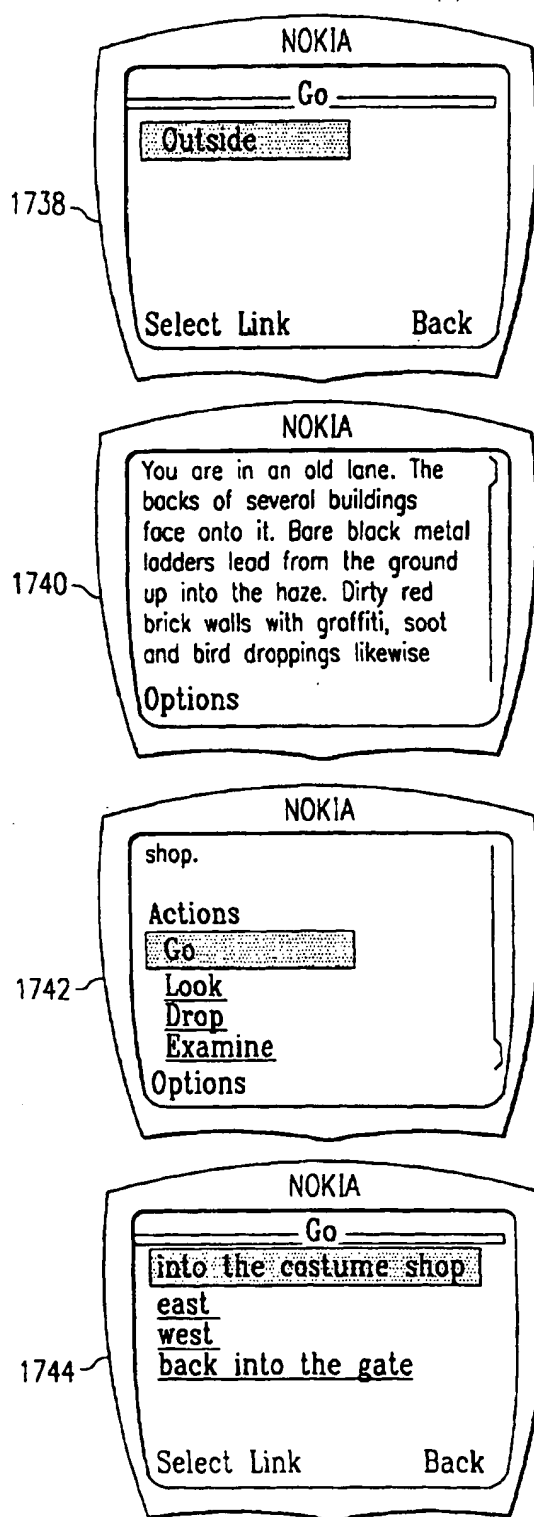 NOKIA
Go
Outside
1738
Select Link Back
NOKIA
You are in an old lane. The
backs of several buildings
face onto it. Bare black metal
ladders lead from the ground
1740
up into the haze. Dirty red
brick walls with graffiti, soot
and bird droppings likewise
Options
NOKIA
shop.
Actions
Go
1742
Look
Drop
Examine
Options
NOKIA
Go
into the costume shop
east
west
1744
back into the gate
Select Link Back